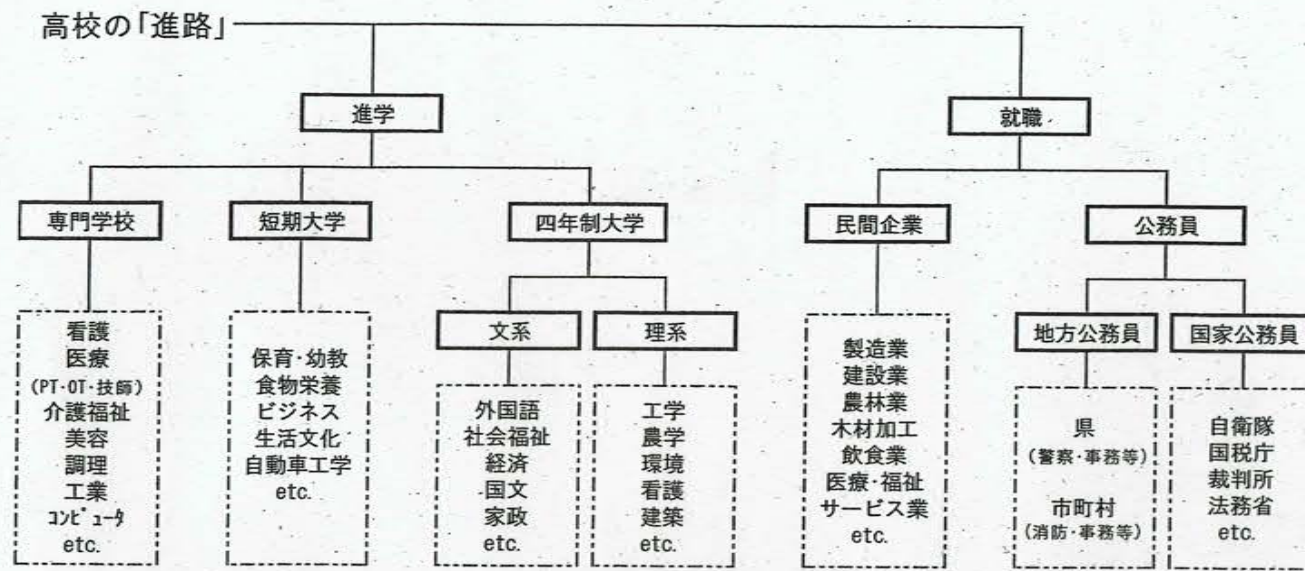 高校の「進路」
進学
就職
専門学校
短期大学
四年制大学
民間企業
公務員
文系
理系
地方公務員
国家公務員
看護
医療
(PT・OT・技師)
介護福祉
美容
調理
工業
コンピュータ
etc.
保育・幼教
食物栄養
ビジネス
生活文化
自動車工学
etc.
外国語
社会福祉
経済
国文
家政
etc.
工学
農学
環境
看護
建築
etc.
製造業
建設業
農林業
木材加工
飲食業
医療・福祉
サービス業
etc.
県
(警察・事務等)
市町村
(消防・事務等)
自衛隊
国税庁
裁判所
法務省
etc.